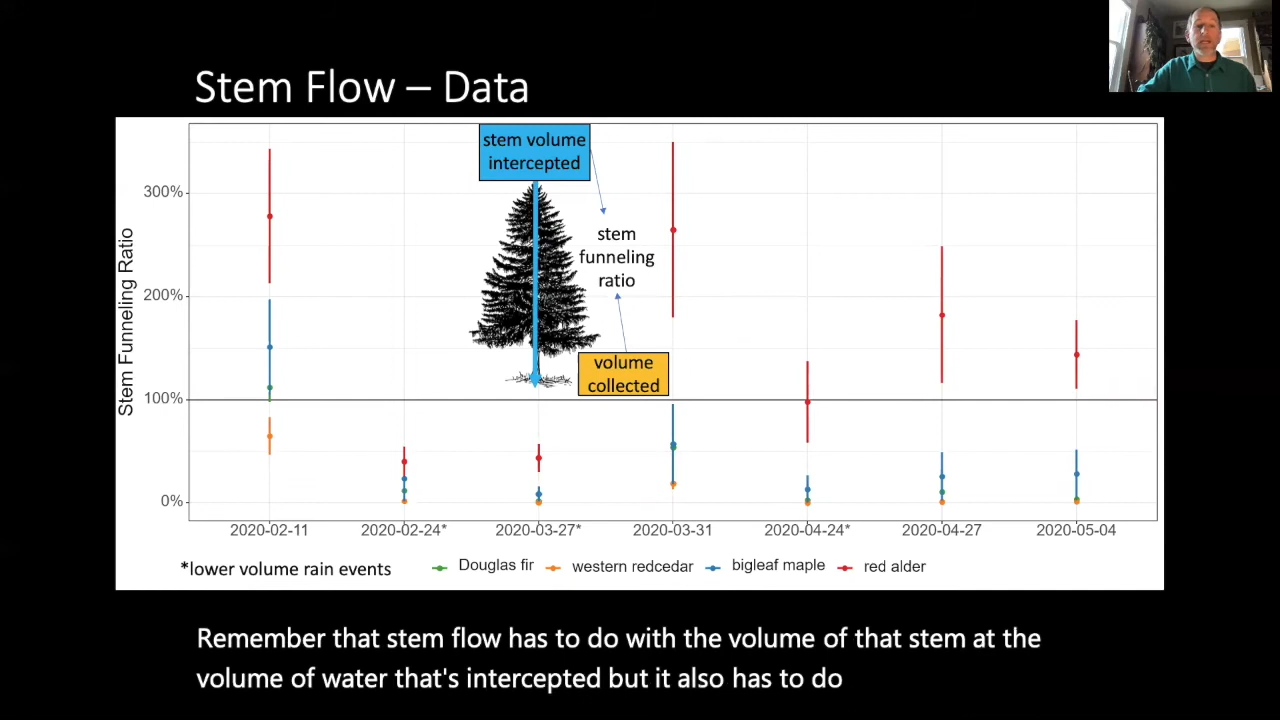 Stem Flow – Data
stem volume
intercepted
300%
stem
funneling
ratio
200%
Stem Funneling Ratio
volume
collected
100%
0%
2020-02-11
2020-02-24*
2020-03-27*
2020-03-31
2020-04-24*
2020-04-27
2020-05-04
*lower volume rain events
Douglas fir
western redcedar
bigleaf maple
red alder
Remember that stem flow has to do with the volume of that stem at the
volume of water that's intercepted but it also has to do